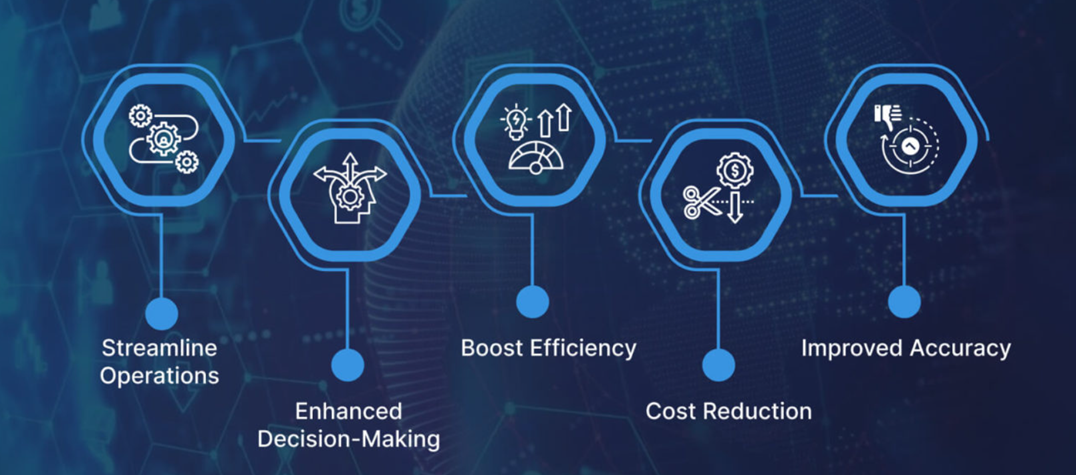 Streamline
Operations
Enhanced
Decision-Making
Boost Efficiency
Cost Reduction
Improved Accuracy